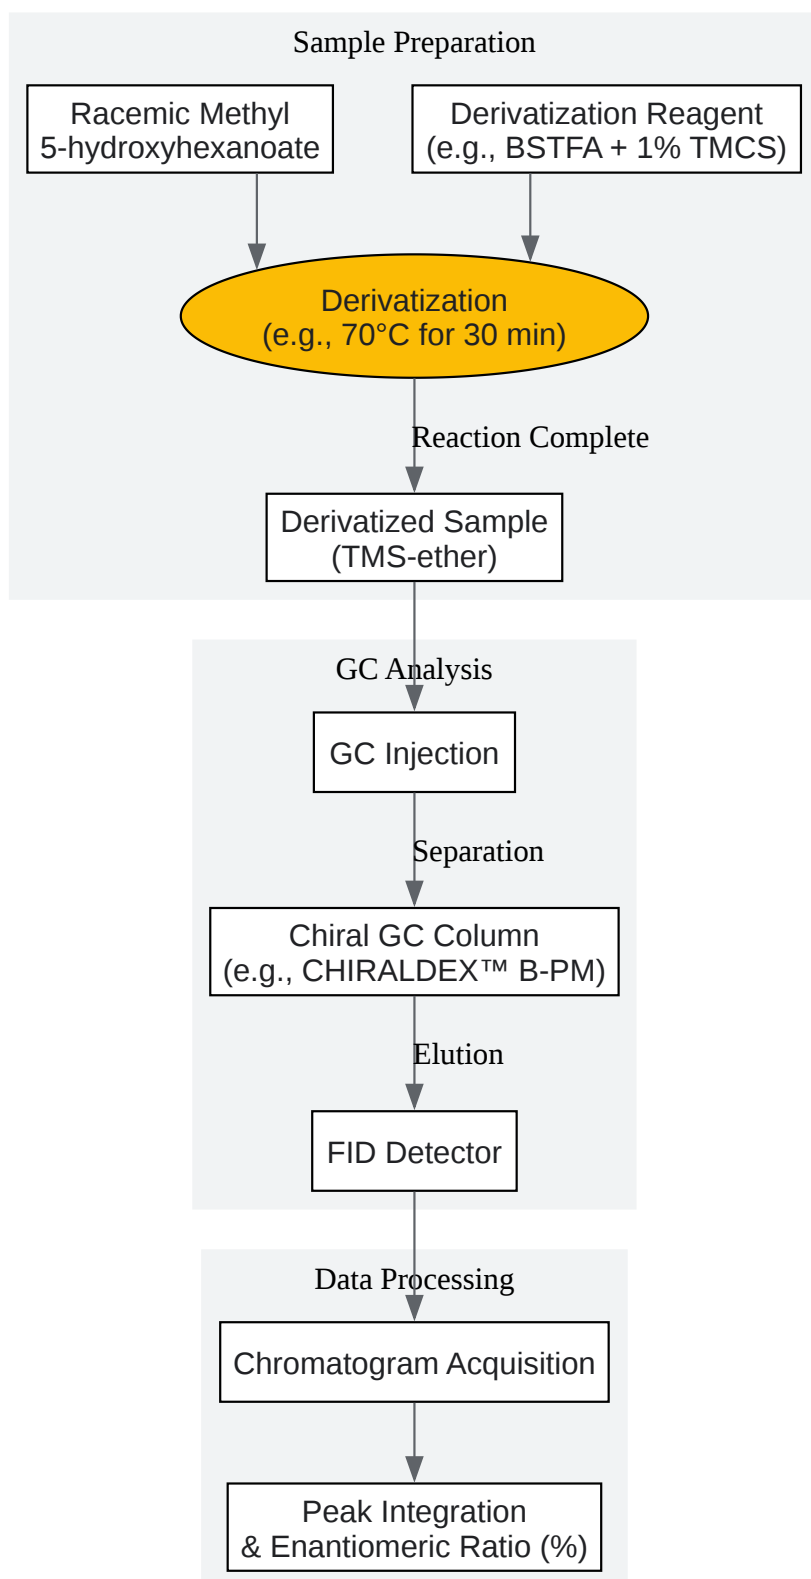 Sample Preparation
Racemic Methyl
5-hydroxyhexanoate
Derivatization Reagent
(e.g., BSTFA + 1% TMCS)
Derivatization
(e.g., 70°C for 30 min)
Reaction Complete
Derivatized Sample
(TMS-ether)
GC Analysis
GC Injection
Separation
Chiral GC Column
(e.g., CHIRALDEX™ B-PM)
Elution
FID Detector
Data Processing
Chromatogram Acquisition
Peak Integration
& Enantiomeric Ratio (%)